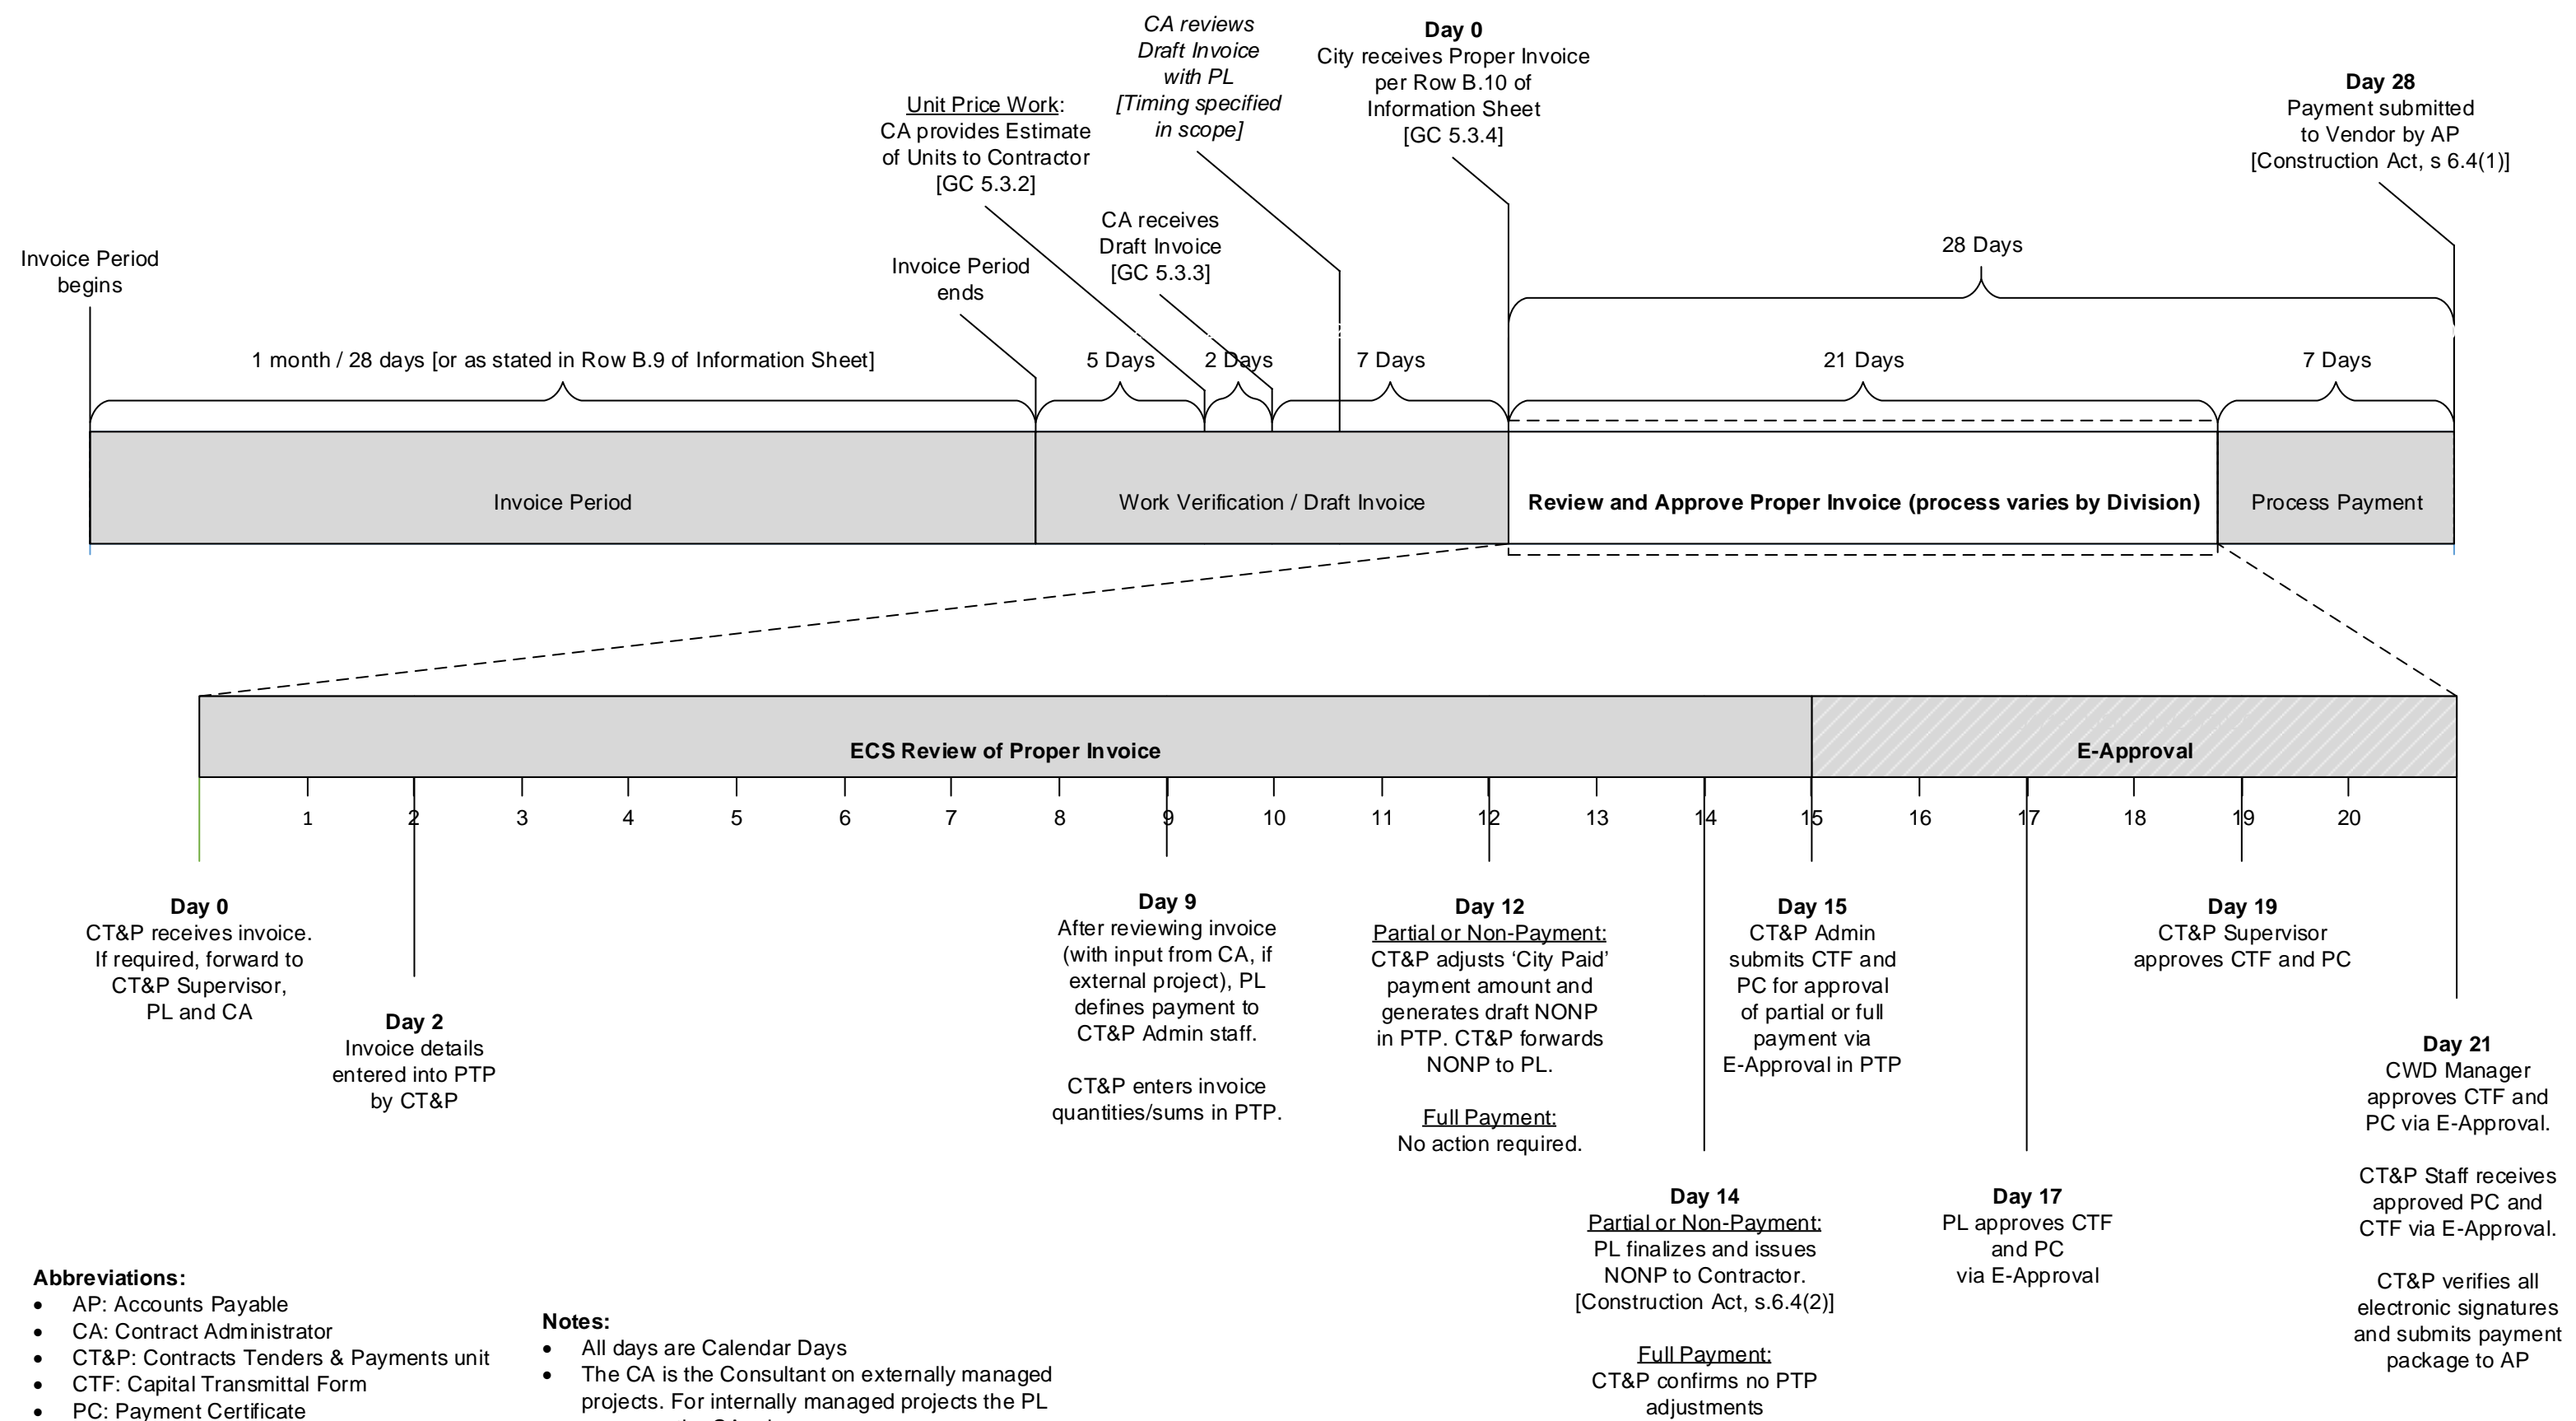 CA reviews
Draft Invoice
with PL
[Timing specified
in scope]
Day 0
City receives Proper Invoice
per Row B.10 of
Information Sheet
[GC 5.3.4]
Day 28
Payment submitted
to Vendor by AP
[Construction Act, s 6.4(1)]
Unit Price Work:
CA provides Estimate
of Units to Contractor
[GC 5.3.2]
CA receives
Draft Invoice
[GC 5.3.3]
Invoice Period
begins
Invoice Period
ends
28 Days
1 month / 28 days [or as stated in Row B.9 of Information Sheet]
5 Days
2 Days
7 Days
21 Days
7 Days
Invoice Period
Work Verification / Draft Invoice
Review and Approve Proper Invoice (process varies by Division)
Process Payment
ECS Review of Proper Invoice
E-Approval
1 2 3 4 5 6 7 8 9 10 11 12 13 14 15 16 17 18 19 20
Day 0
CT&P receives invoice.
If required, forward to
CT&P Supervisor,
PL and CA
Day 2
Invoice details
entered into PTP
by CT&P
Day 9
After reviewing invoice
(with input from CA, if
external project), PL
defines payment to
CT&P Admin staff.
CT&P enters invoice
quantities/sums in PTP.
Day 12
Partial or Non-Payment:
CT&P adjusts ‘City Paid’
payment amount and
generates draft NONP
in PTP. CT&P forwards
NONP to PL.
Full Payment:
No action required.
Day 14
Partial or Non-Payment:
PL finalizes and issues
NONP to Contractor.
[Construction Act, s.6.4(2)]
Full Payment:
CT&P confirms no PTP
adjustments
Day 15
CT&P Admin
submits CTF and
PC for approval
of partial or full
payment via
E-Approval in PTP
Day 17
PL approves CTF
and PC
via E-Approval
Day 19
CT&P Supervisor
approves CTF and PC
Day 21
CWD Manager
approves CTF and
PC via E-Approval.
CT&P Staff receives
approved PC and
CTF via E-Approval.
CT&P verifies all
electronic signatures
and submits payment
package to AP
Abbreviations:
• AP: Accounts Payable
• CA: Contract Administrator
• CT&P: Contracts Tenders & Payments unit
• CTF: Capital Transmittal Form
• PC: Payment Certificate
Notes:
• All days are Calendar Days
• The CA is the Consultant on externally managed
projects. For internally managed projects the PL